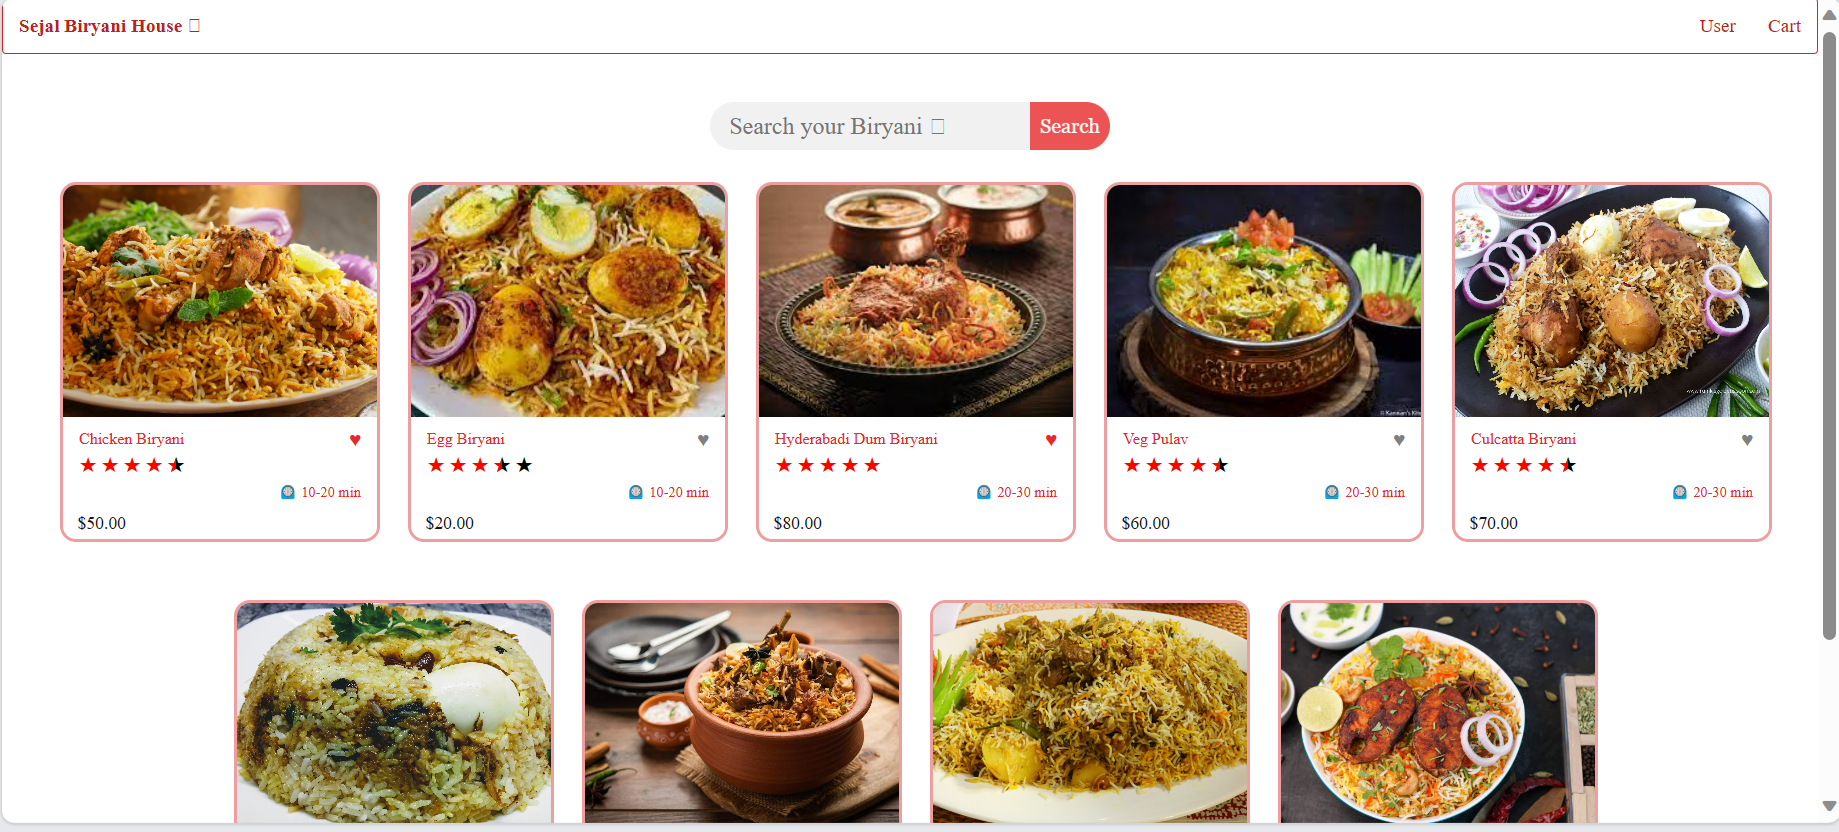 Sejal Biryani House
User
Cart
Search your Biryani
Search
Chicken Biryani ♥
★ ★ ★ ★ ★
10-20 min
$50.00
Egg Biryani ♥
★ ★ ★ ★ ★
10-20 min
$20.00
Hyderabadi Dum Biryani ♥
★ ★ ★ ★ ★
20-30 min
$80.00
Veg Pulav ♥
★ ★ ★ ★ ★
20-30 min
$60.00
Culcatta Biryani ♥
★ ★ ★ ★ ★
20-30 min
$70.00